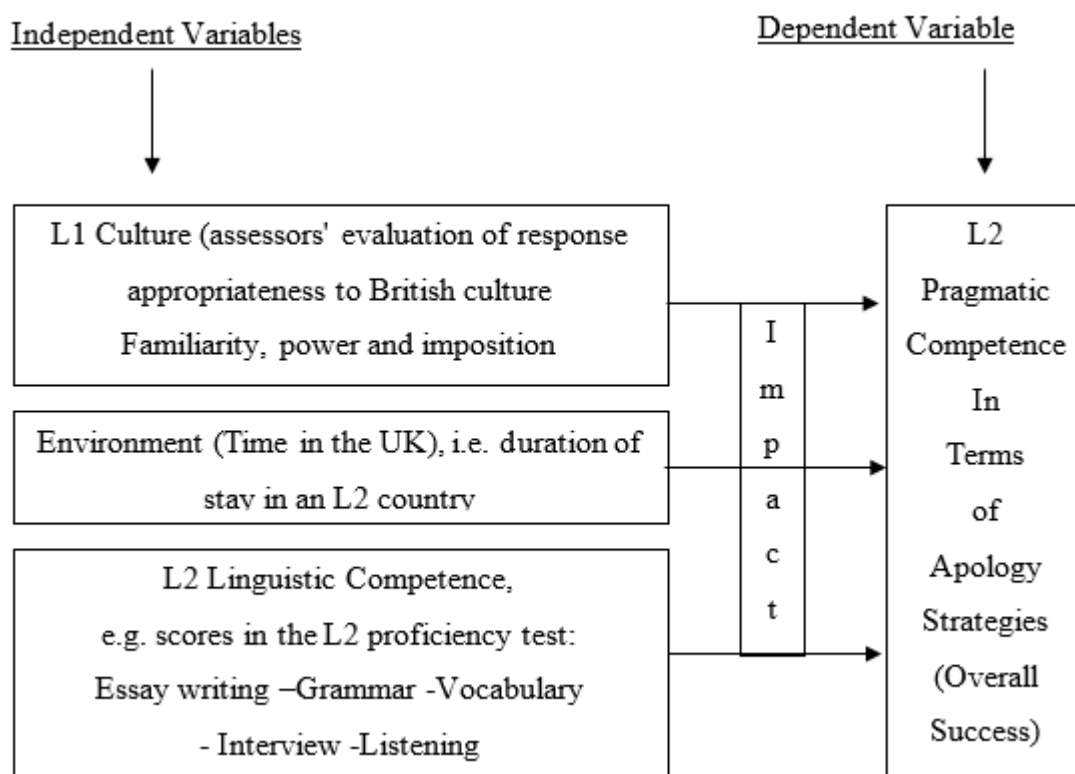 Independent Variables
Dependent Variable
L1 Culture (assessors' evaluation of response
appropriateness to British culture
Familiarity, power and imposition
Environment (Time in the UK), i.e. duration of
stay in an L2 country
L2 Linguistic Competence,
e.g. scores in the L2 proficiency test:
Essay writing –Grammar -Vocabulary
- Interview -Listening
I
m
p
a
c
t
L2
Pragmatic
Competence
In
Terms
of
Apology
Strategies
(Overall
Success)